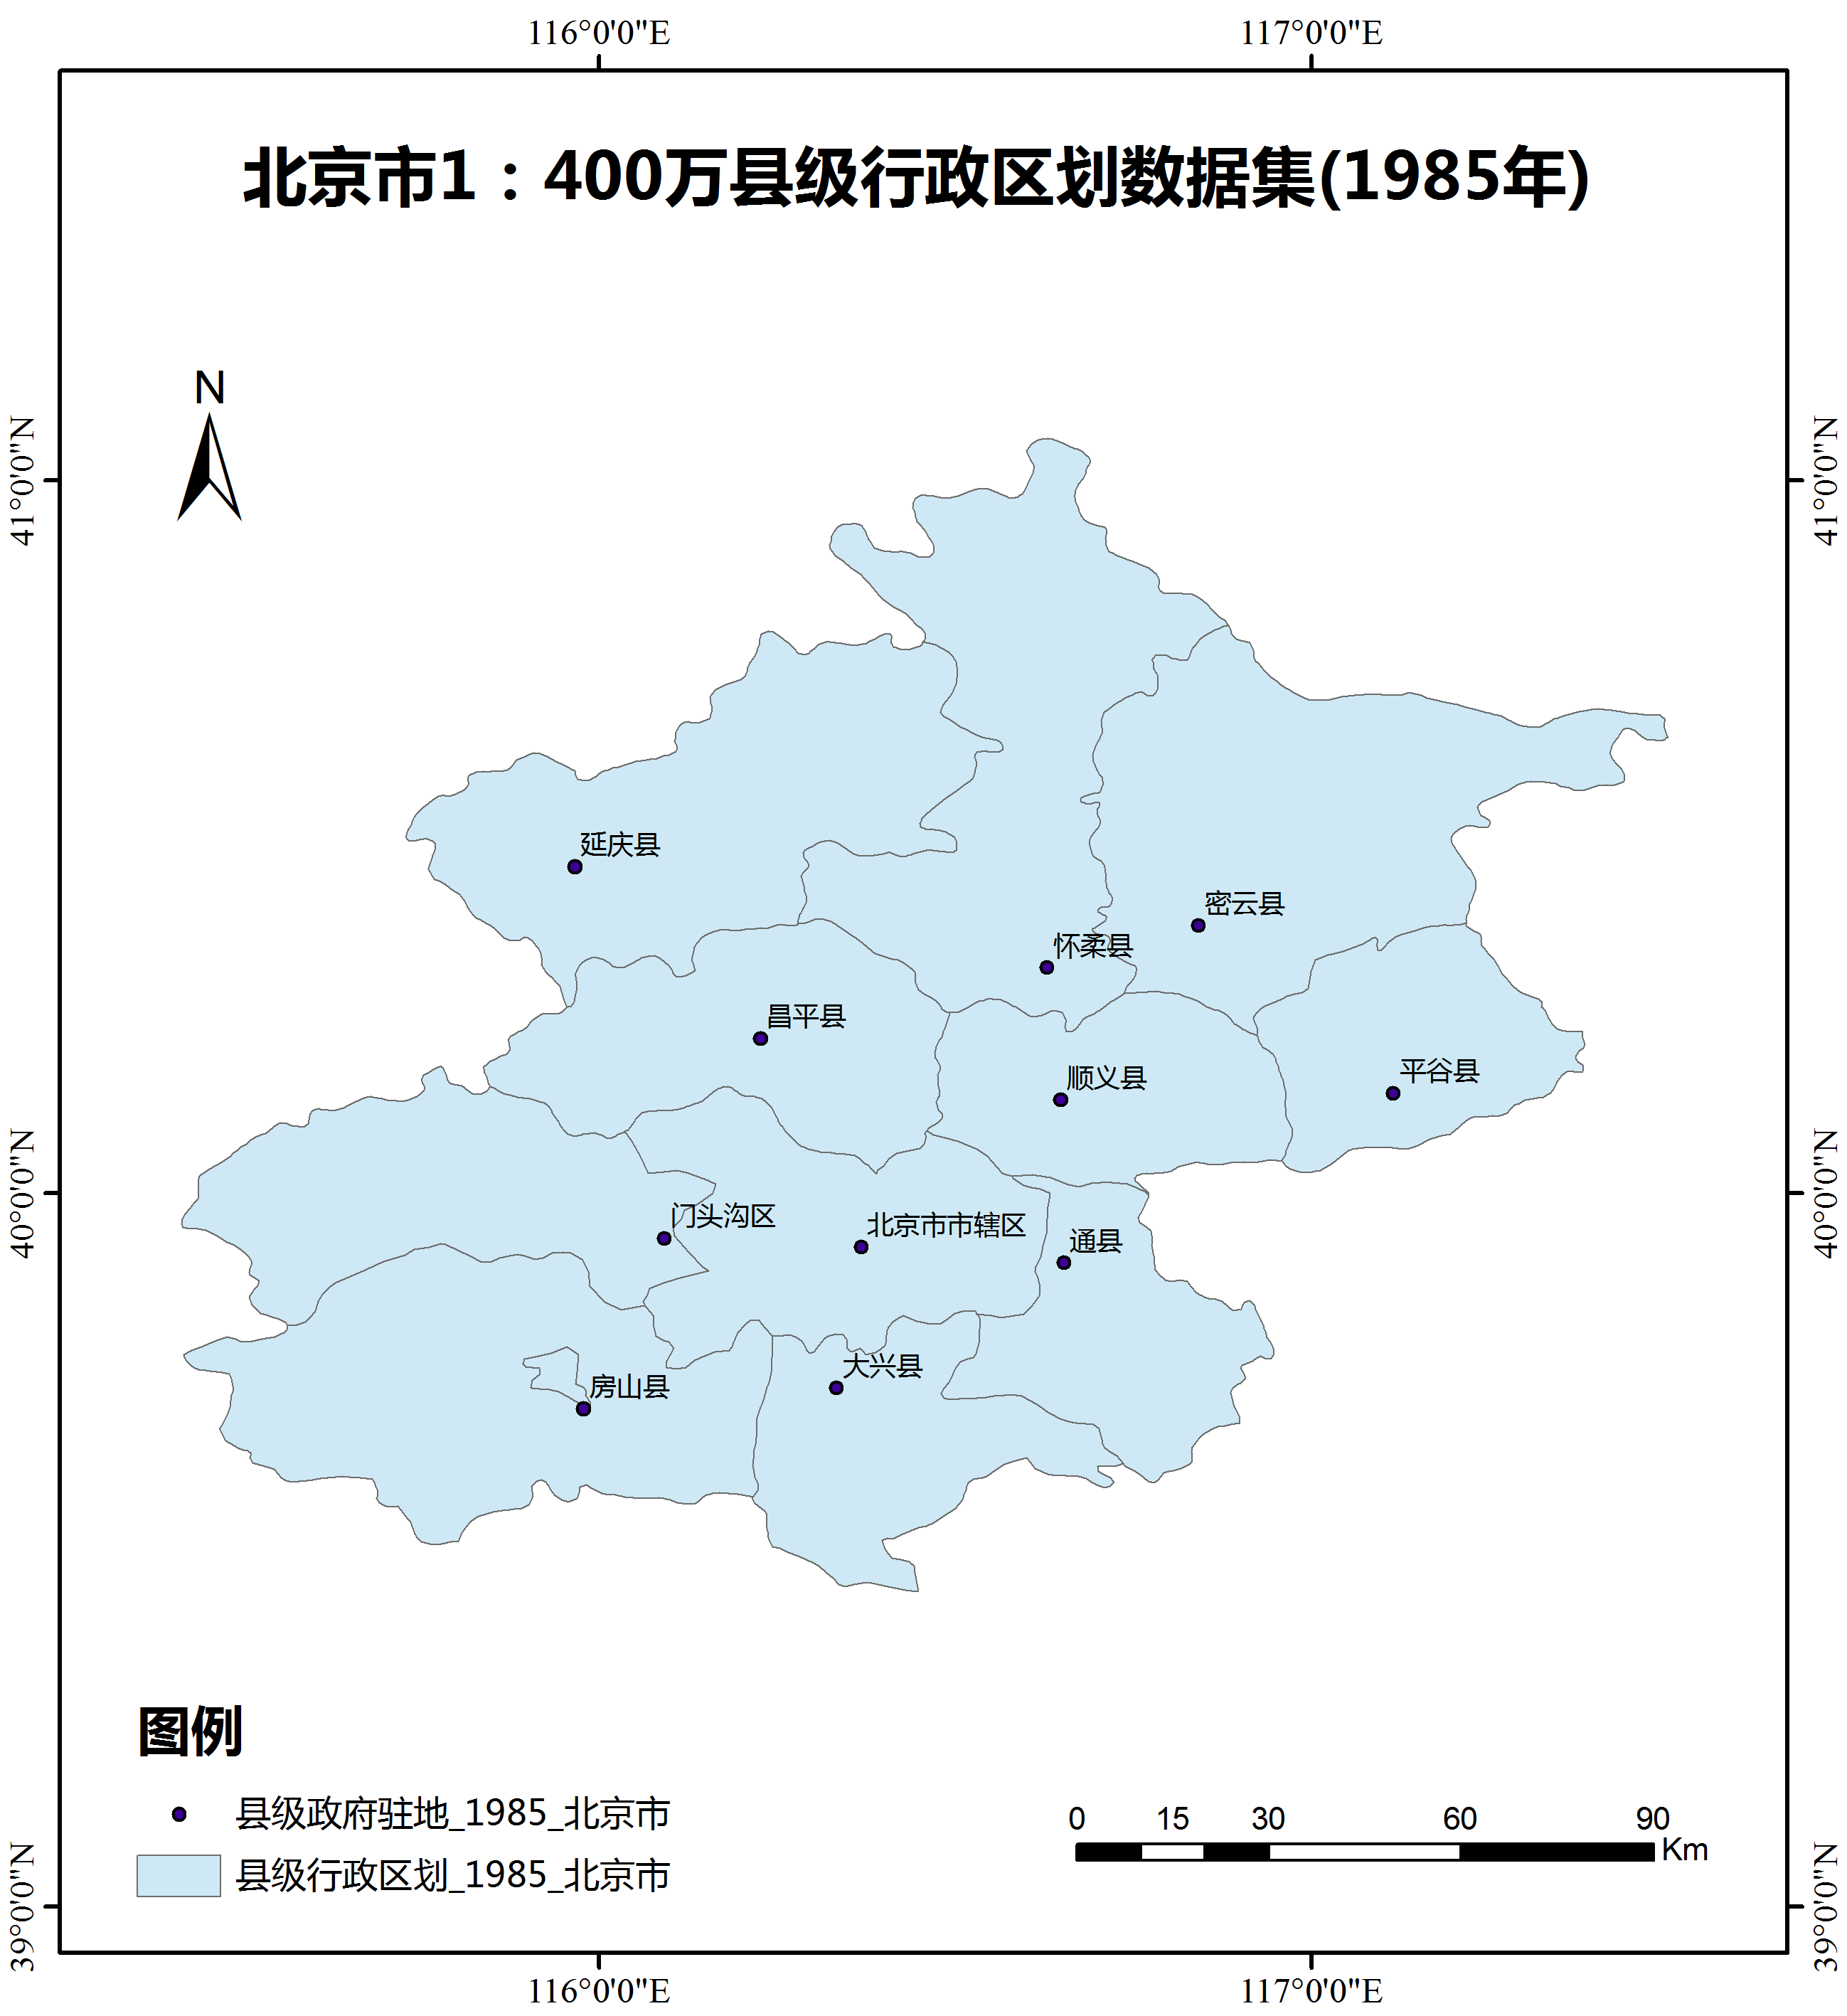 116°0'0"E
117°0'0"E
北京市1：400万县级行政区划数据集(1985年)
N
41°0'0"N
41°0'0"N
延庆县
密云县
怀柔县
昌平县
顺义县
平谷县
40°0'0"N
40°0'0"N
门头沟区
北京市市辖区
通县
大兴县
房山县
图例
县级政府驻地_1985_北京市
县级行政区划_1985_北京市
0 15 30 60 90
Km
39°0'0"N
39°0'0"N
116°0'0"E
117°0'0"E